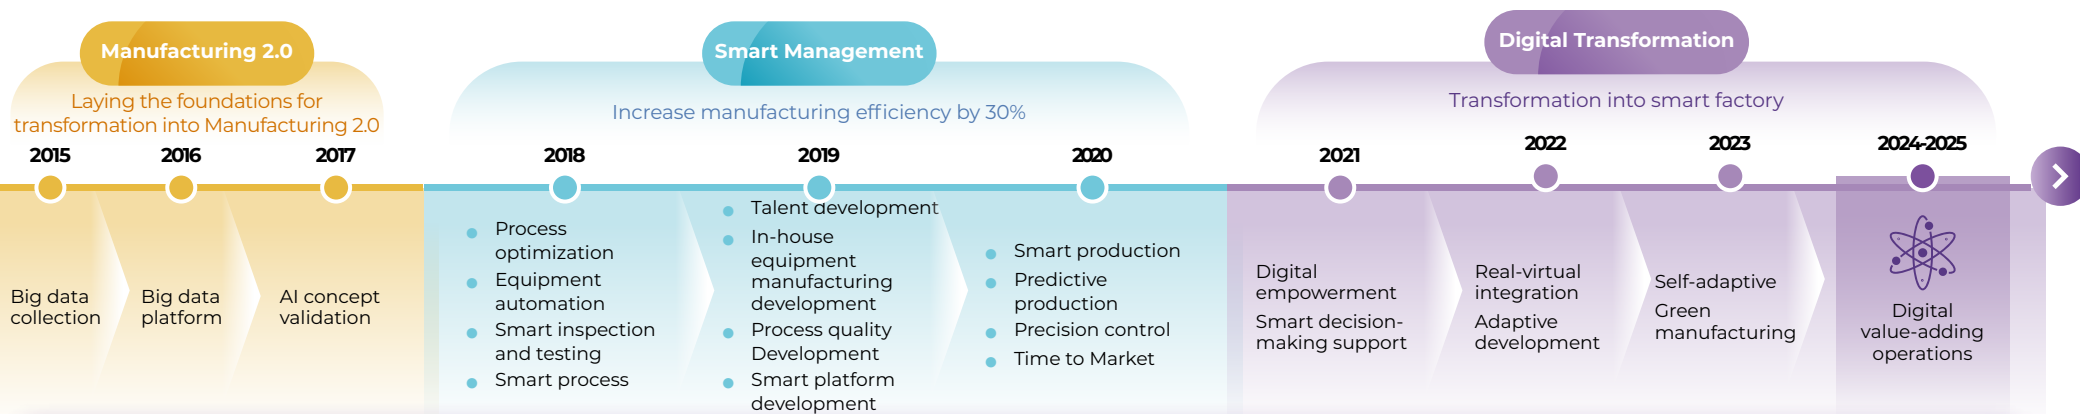 Manufacturing 2.0
Laying the foundations for
transformation into Manufacturing 2.0
2015
2016
2017
Big data
collection
Big data
platform
AI concept
validation
Smart Management
Increase manufacturing efficiency by 30%
2018
Process
optimization
Equipment
automation
Smart inspection
and testing
Smart process
2019
Talent development
In-house
equipment
manufacturing
development
Process quality
Development
Smart platform
development
2020
Smart production
Predictive
production
Precision control
Time to Market
Digital Transformation
Transformation into smart factory
2021
Digital
empowerment
Smart decision-
making support
2022
Real-virtual
integration
Adaptive
development
2023
Self-adaptive
Green
manufacturing
2024-2025
Digital
value-adding
operations